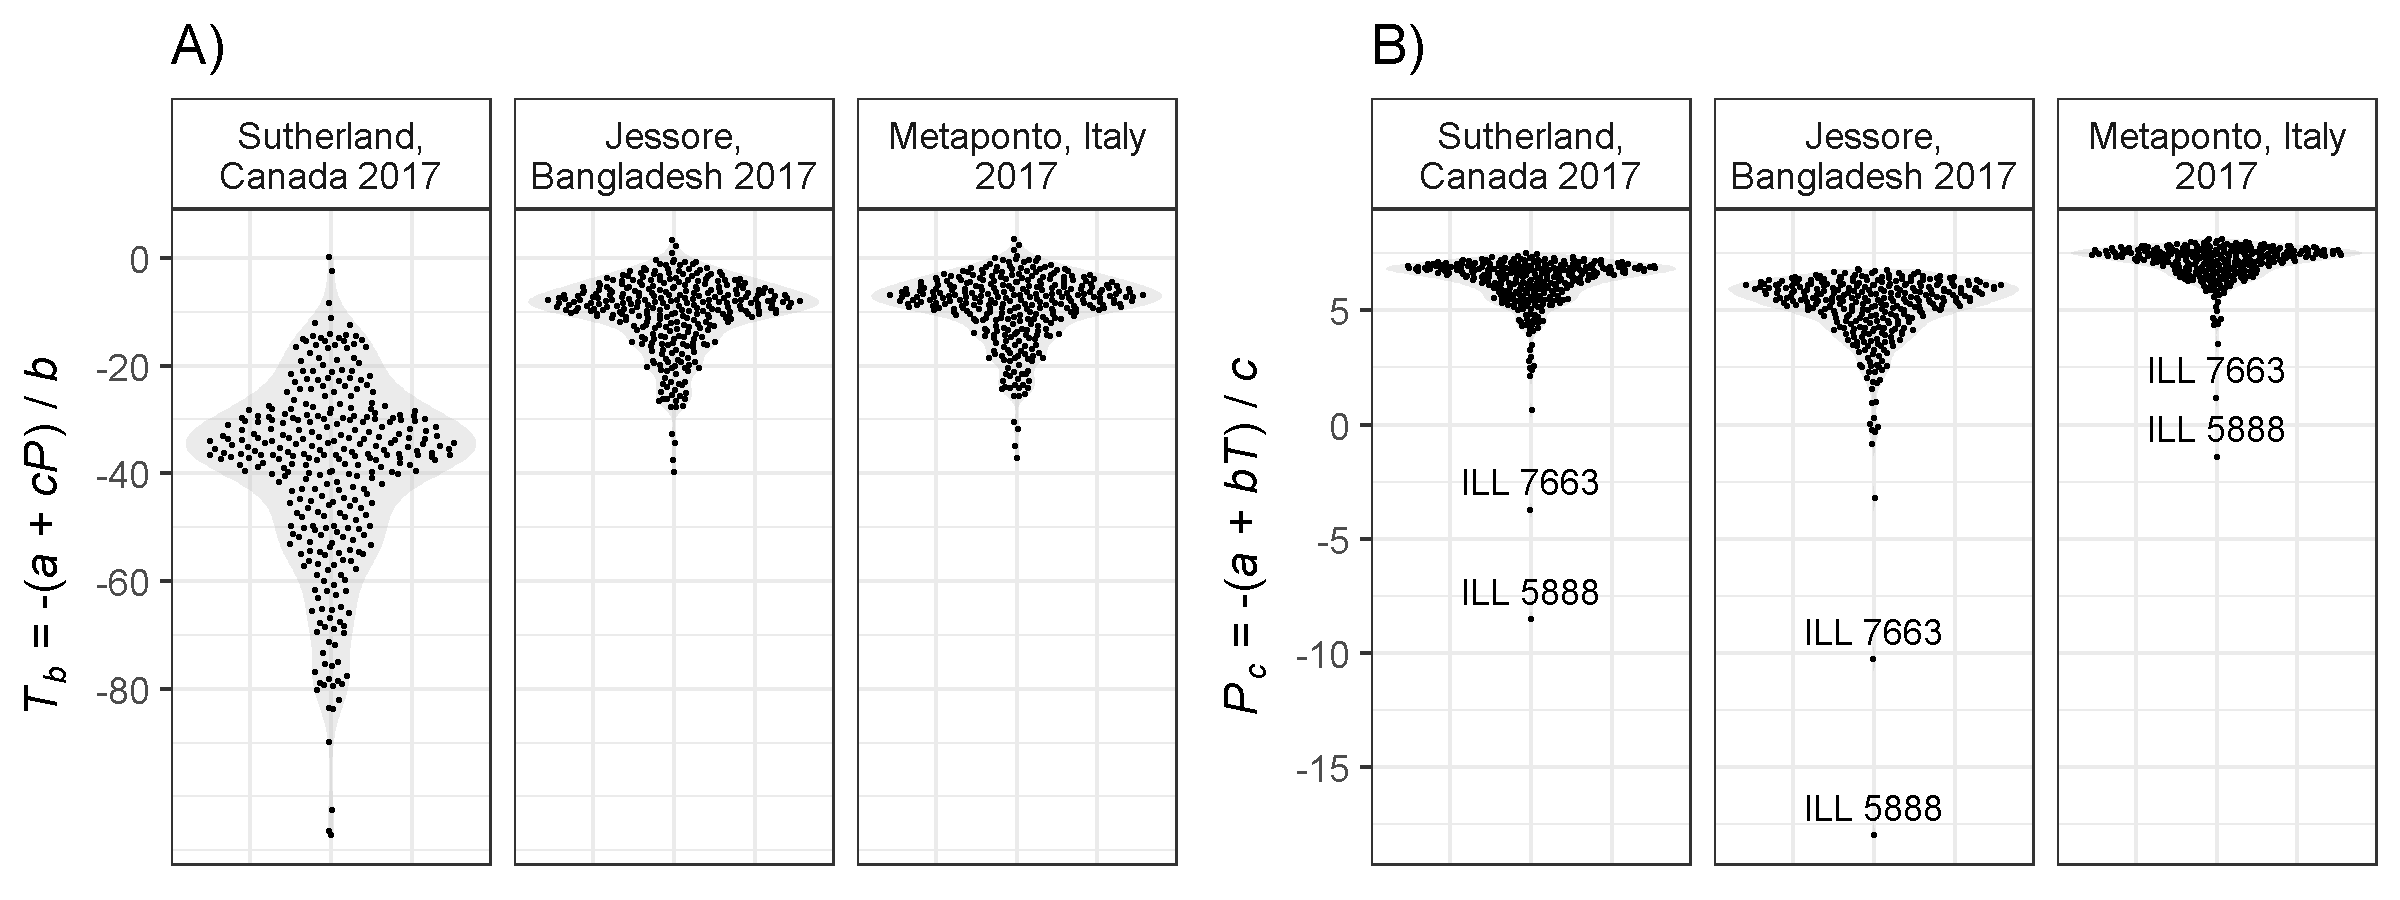 A)
Sutherland,
Canada 2017
Jessore,
Bangladesh 2017
Metaponto, Italy
2017
0
-20
-40
-60
-80
T_b = -(a + cP) / b
B)
Sutherland,
Canada 2017
Jessore,
Bangladesh 2017
Metaponto, Italy
2017
5
0
-5
-10
-15
P_c = -(a + bT) / c
ILL 7663
ILL 5888
ILL 7663
ILL 5888
ILL 7663
ILL 5888